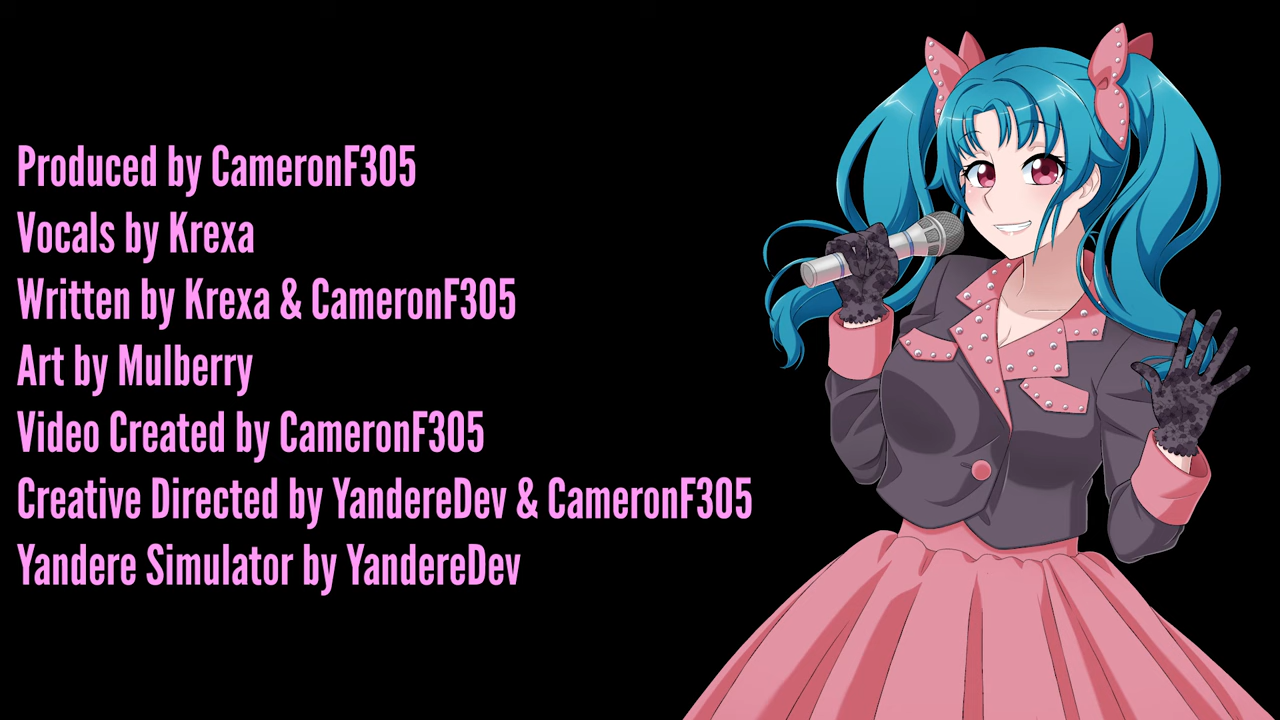 Produced by CameronF305
Vocals by Krexa
Written by Krexa & CameronF305
Art by Mulberry
Video Created by CameronF305
Creative Directed by YandereDev & CameronF305
Yandere Simulator by YandereDev